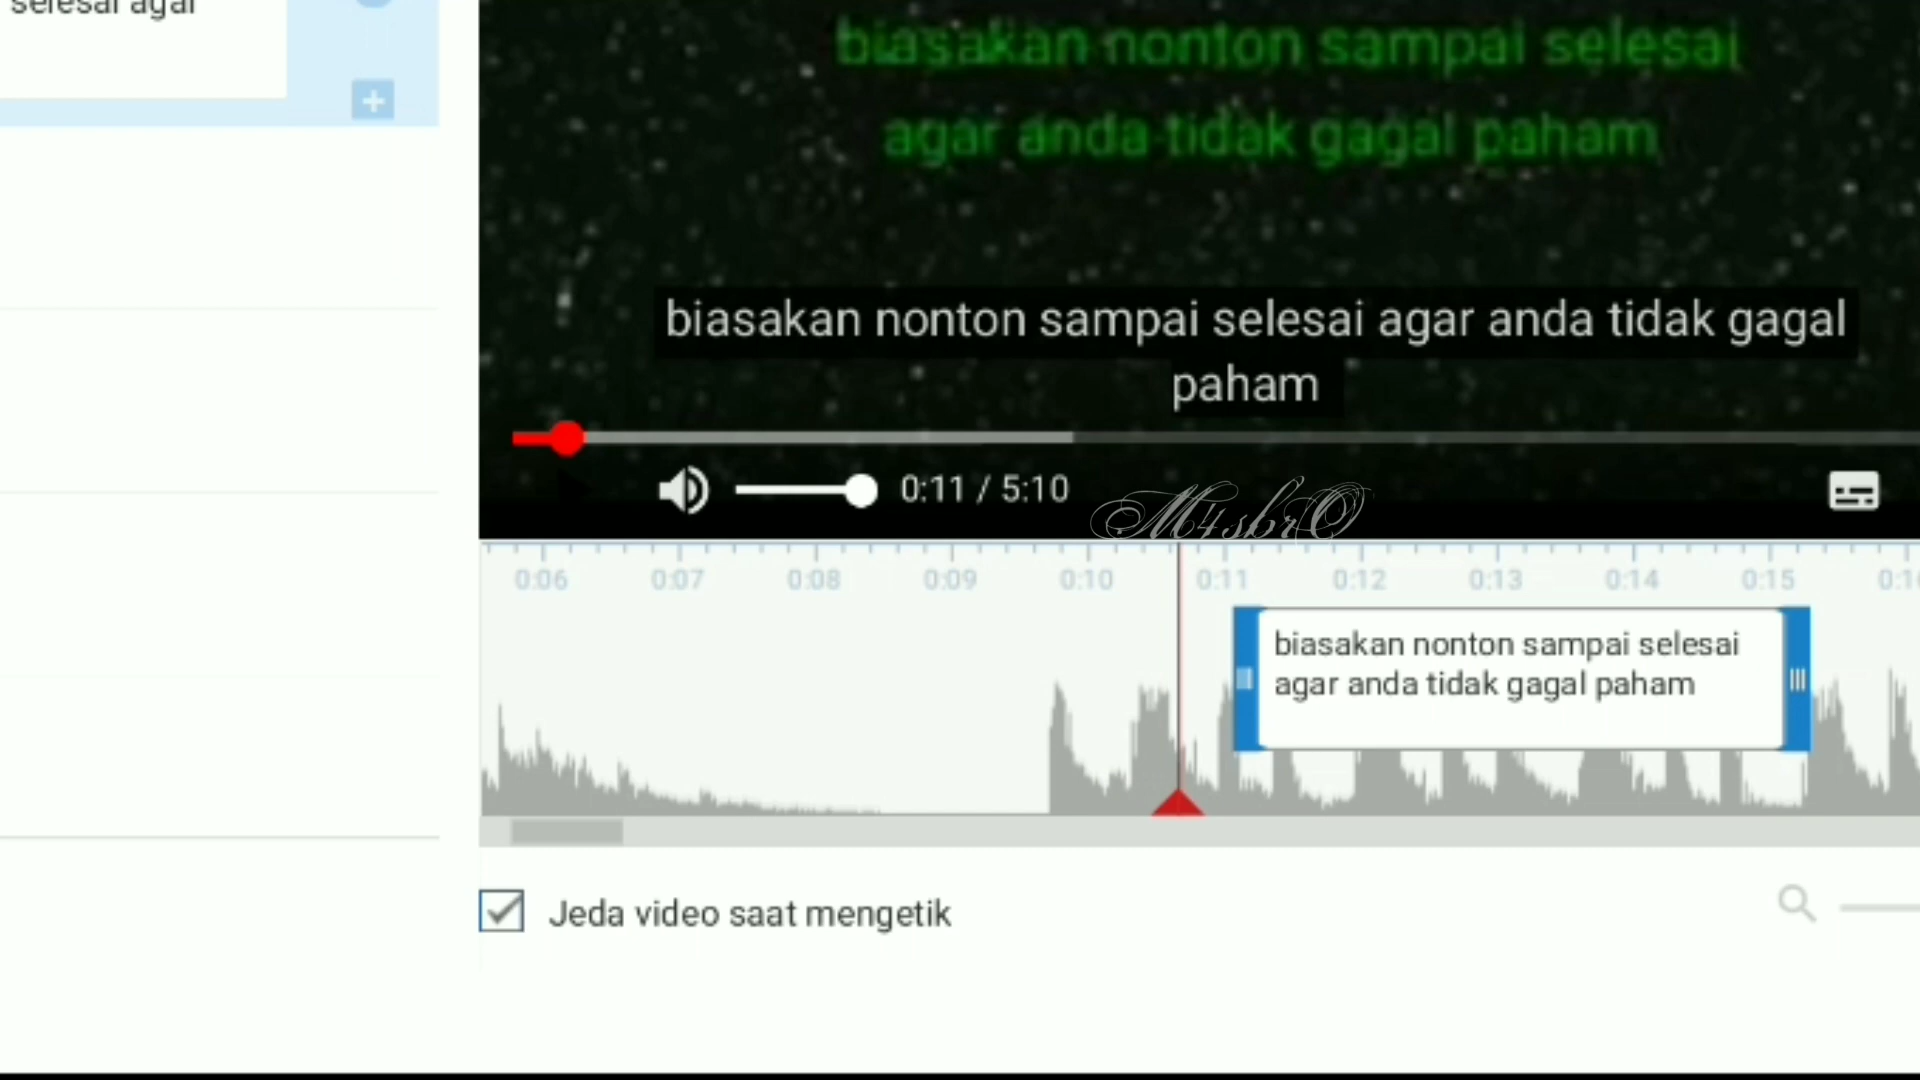 selesai agar
biasakan nonton sampai selesai
agar anda tidak gagal paham
biasakan nonton sampai selesai agar anda tidak gagal
paham
0:11 / 5:10
M4sbrO
0:06 0:07 0:08 0:09 0:10 0:11 0:12 0:13 0:14 0:15
biasakan nonton sampai selesai
agar anda tidak gagal paham
Jeda video saat mengetik